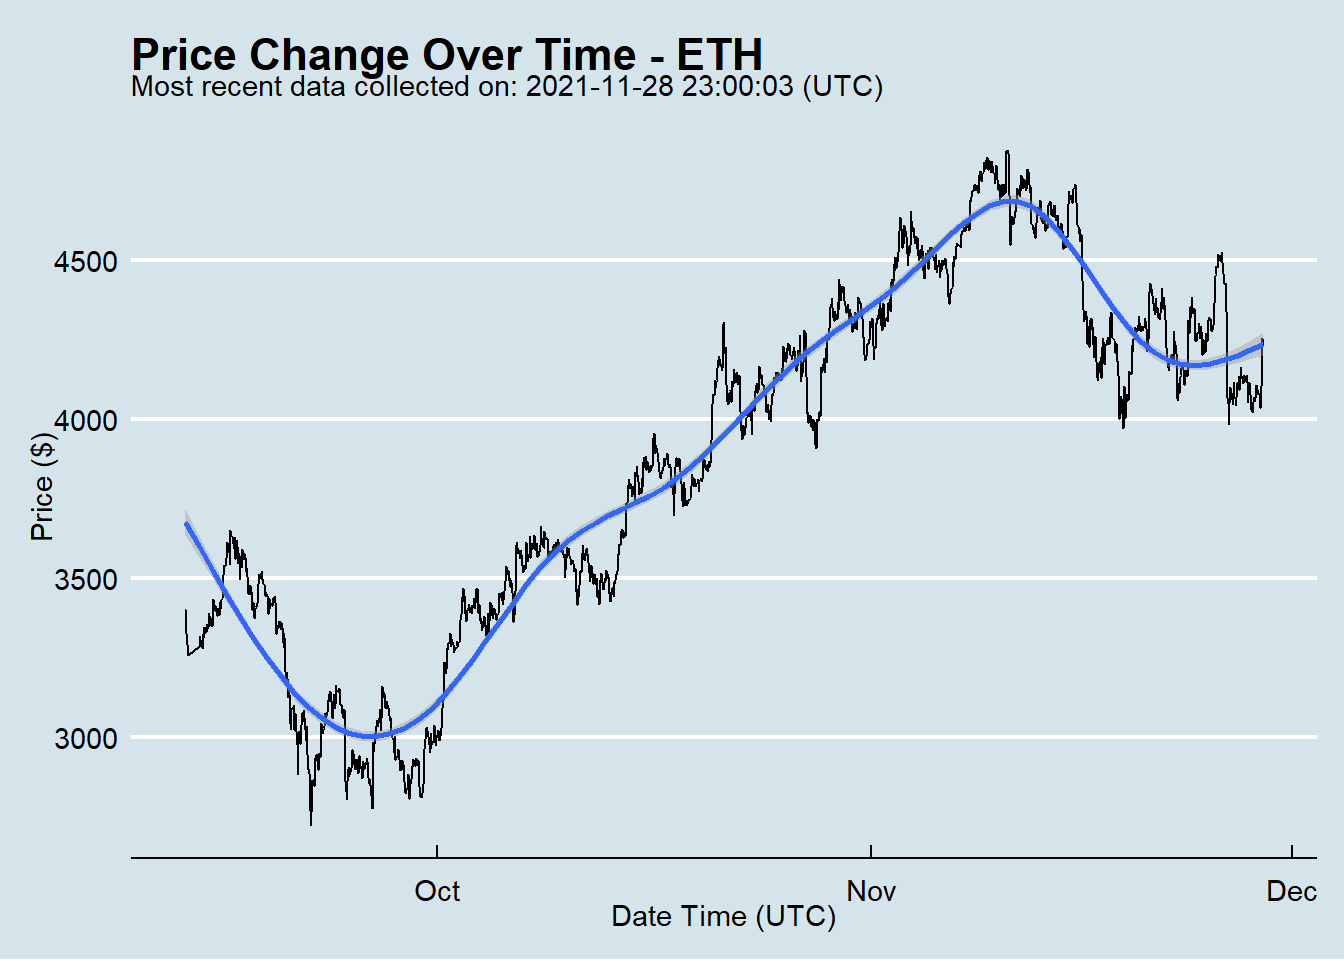 Price Change Over Time - ETH
Most recent data collected on: 2021-11-28 23:00:03 (UTC)
4500
4000
3500
3000
Price ($)
Oct
Nov
Dec
Date Time (UTC)